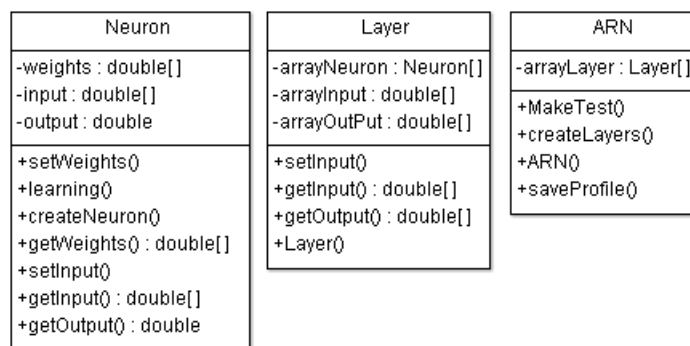 Neuron
-weights : double[]
-input : double[]
-output : double
+setWeights()
+learning()
+createNeuron()
+getWeights() : double[]
+setInput()
+getInput() : double[]
+getOutput() : double
Layer
-arrayNeuron : Neuron[]
-arrayInput : double[]
-arrayOutPut : double[]
+setInput()
+getInput() : double[]
+getOutput() : double[]
+Layer()
ARN
-arrayLayer : Layer[]
+MakeTest()
+createLayers()
+ARN()
+saveProfile()